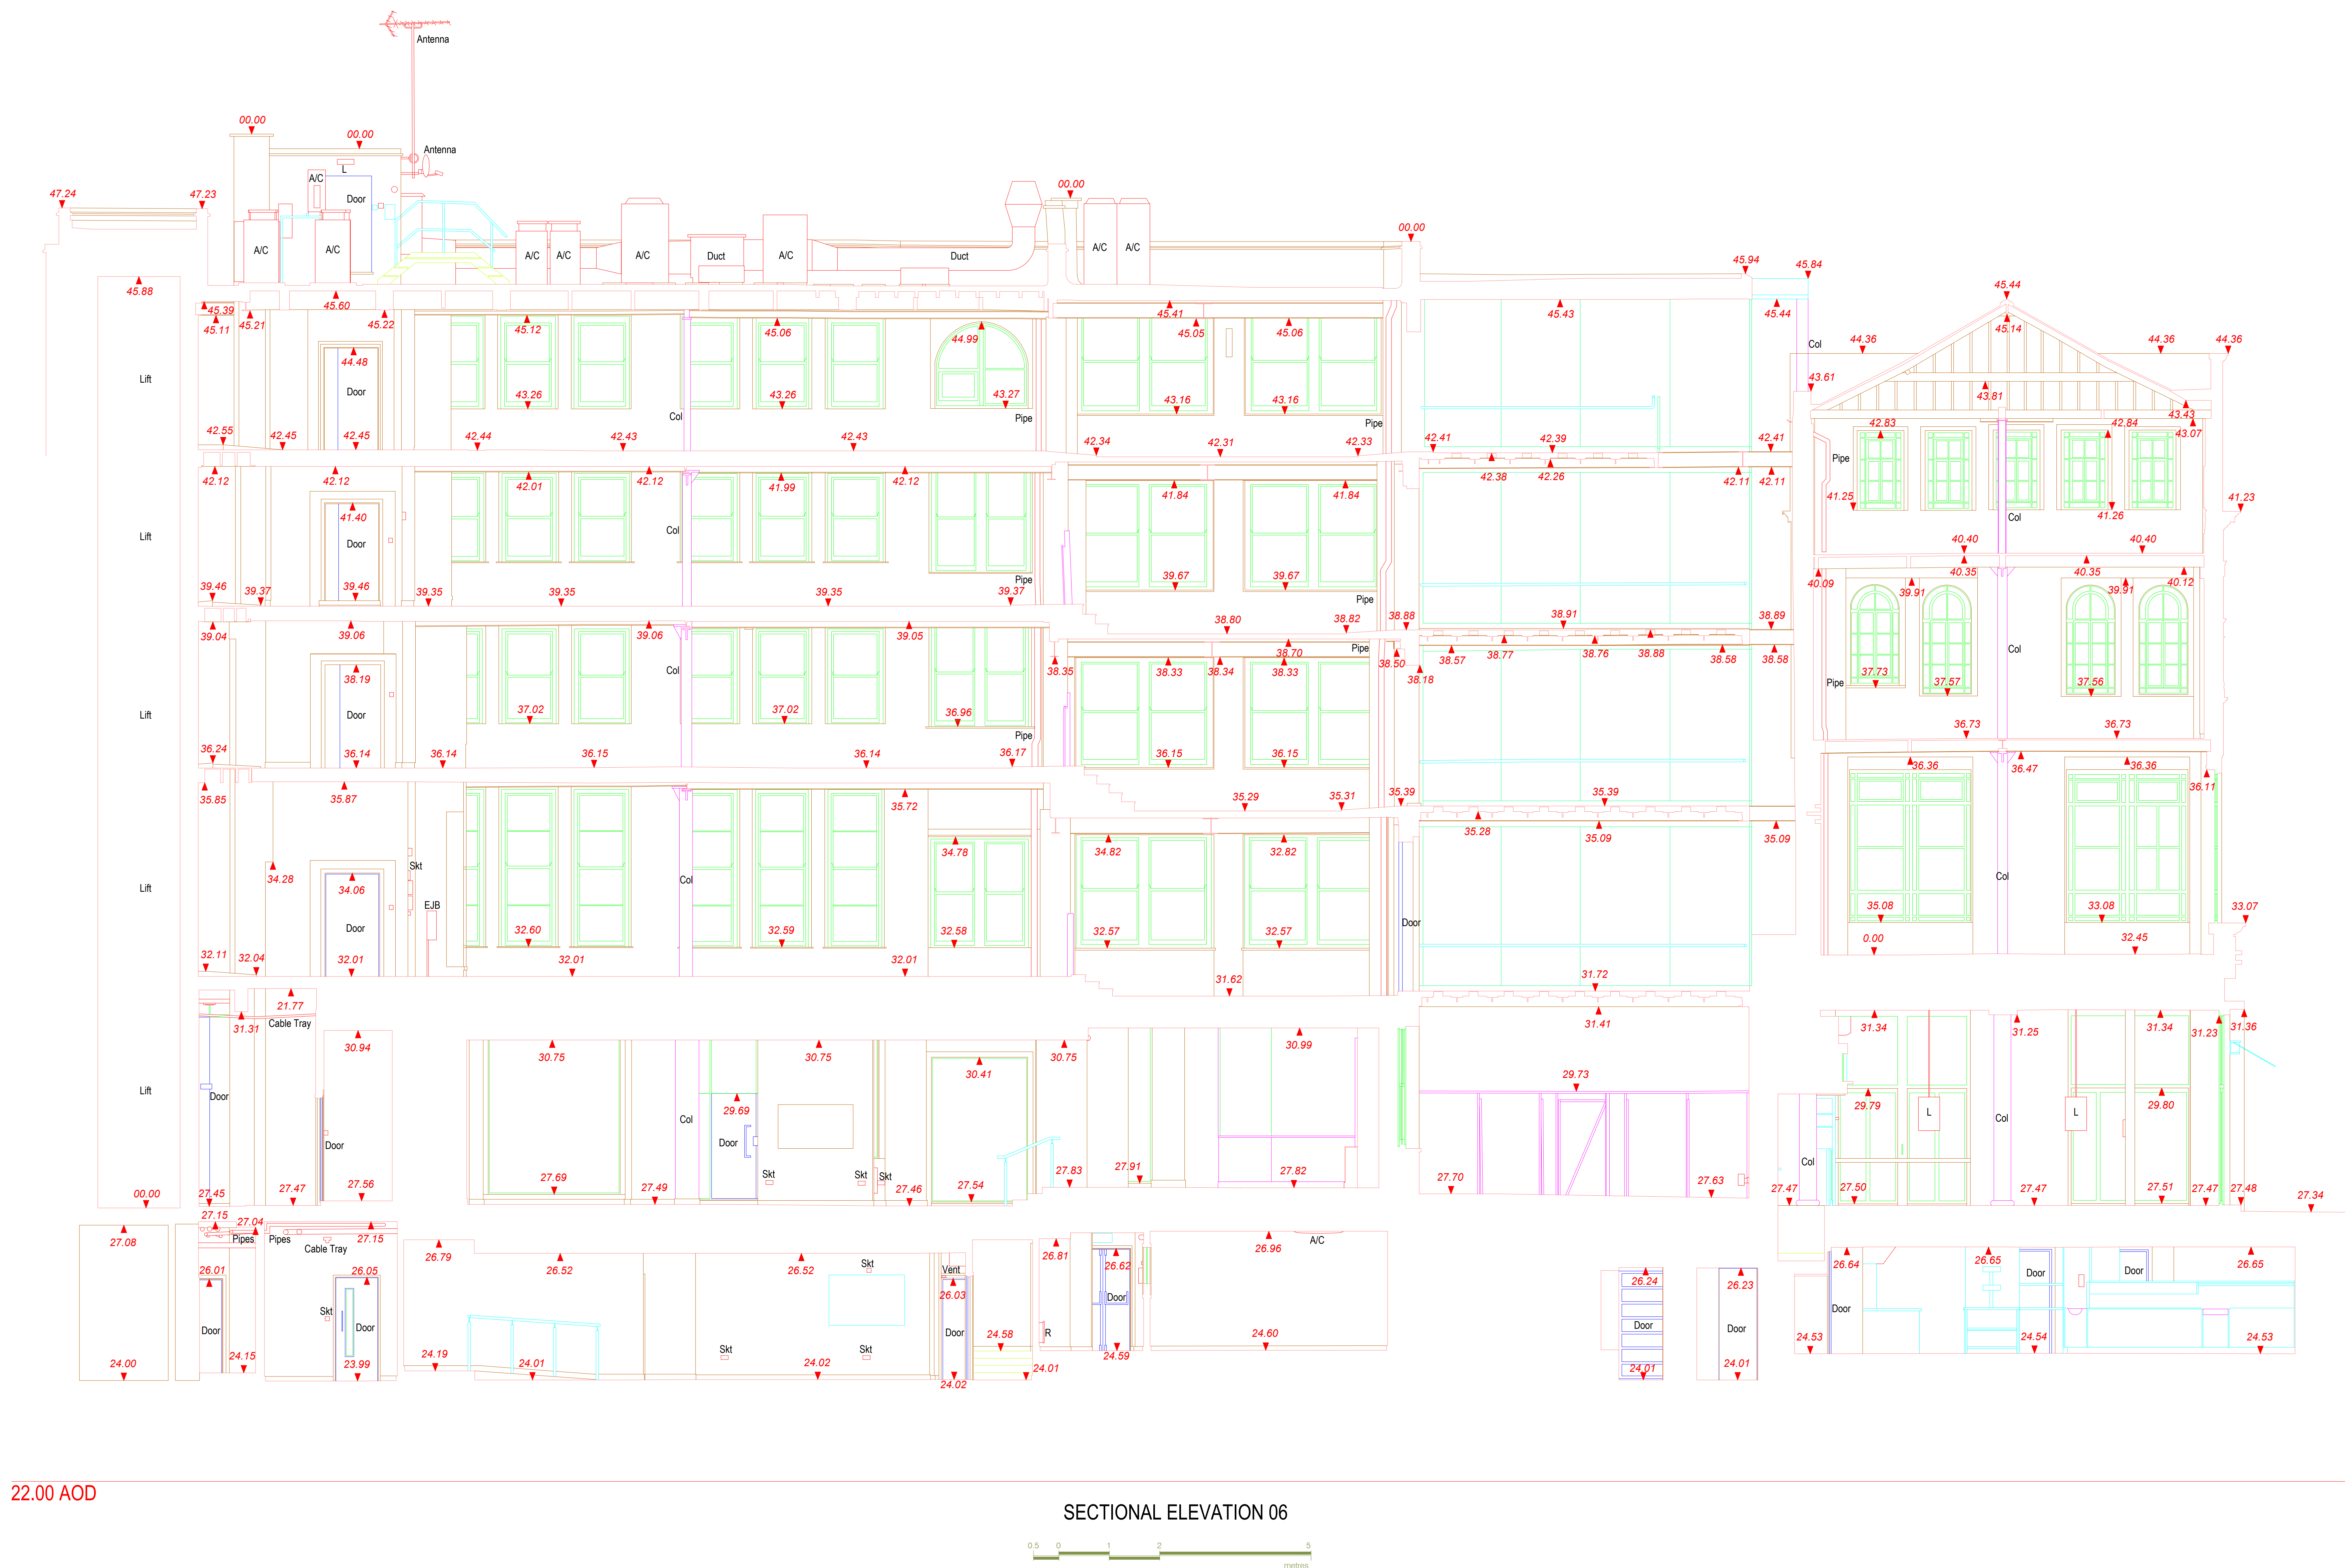 Antenna
00.00
00.00
Antenna
L
A/C
Door
00.00
47.24
47.23
A/C
A/C
A/C
A/C
A/C
Duct
A/C
Duct
A/C
A/C
00.00
45.94
45.84
45.88
45.60
45.39
45.11
45.21
45.22
45.12
45.06
44.99
45.41
45.05
45.06
45.43
45.44
45.44
45.14
Col
44.36
44.36
44.36
44.48
Lift
Door
43.26
Col
43.26
43.27
Pipe
43.16
43.16
Pipe
43.61
43.81
43.43
43.07
42.83
42.84
42.55
42.45
42.45
42.44
42.43
42.43
42.34
42.31
42.33
42.41
42.39
42.41
Pipe
42.12
42.12
42.01
42.12
41.99
42.12
41.84
41.84
42.38
42.26
42.11
42.11
41.25
41.26
41.23
41.40
Lift
Door
Col
Col
40.40
40.40
39.46
39.37
39.46
39.35
39.35
39.35
39.37
Pipe
39.67
39.67
Pipe
40.09
40.35
40.35
40.12
39.91
39.91
39.04
39.06
39.06
39.05
38.80
38.82
38.88
38.91
38.89
38.35
38.33
38.34
38.70
38.33
Pipe
38.50
38.18
38.57
38.77
38.76
38.88
38.58
38.58
Col
38.19
Lift
Door
Col
37.02
37.02
36.96
Pipe
37.73
37.57
37.56
Pipe
36.24
36.14
36.14
36.15
36.14
36.17
36.15
36.15
36.73
36.73
35.85
35.87
35.72
35.29
35.31
35.39
35.39
36.36
36.36
36.47
36.11
35.28
35.09
35.09
34.28
34.06
Skt
Col
34.78
34.82
32.82
Col
Lift
EJB
Door
32.60
32.59
32.58
32.57
32.57
Door
35.08
33.08
33.07
32.11
32.04
32.01
32.01
32.01
31.62
31.72
0.00
32.45
21.77
31.31
Cable Tray
30.94
30.75
30.75
30.41
30.75
30.99
31.41
31.34
31.25
31.34
31.23
31.36
Lift
Door
Door
29.69
Col
Door
29.73
29.79
L
Col
L
29.80
Skt
Skt
Skt
Col
00.00
27.45
27.47
27.56
27.69
27.49
27.46
27.54
27.83
27.91
27.82
27.70
27.63
27.47
27.50
27.47
27.51
27.47
27.48
27.34
27.15
27.04
27.08
Pipes
Pipes
Cable Tray
27.15
26.79
26.52
26.52
Skt
Vent
26.81
26.62
26.96
A/C
26.01
26.05
26.03
26.24
26.23
26.64
26.65
Door
Door
26.65
Door
Skt
Door
Door
Door
R
Door
Door
Door
Skt
Skt
24.00
24.15
23.99
24.19
24.01
24.02
24.02
24.58
24.01
24.59
24.60
24.01
24.01
24.53
24.54
24.53
22.00 AOD
SECTIONAL ELEVATION 06
0.5 0 1 2 5
metres